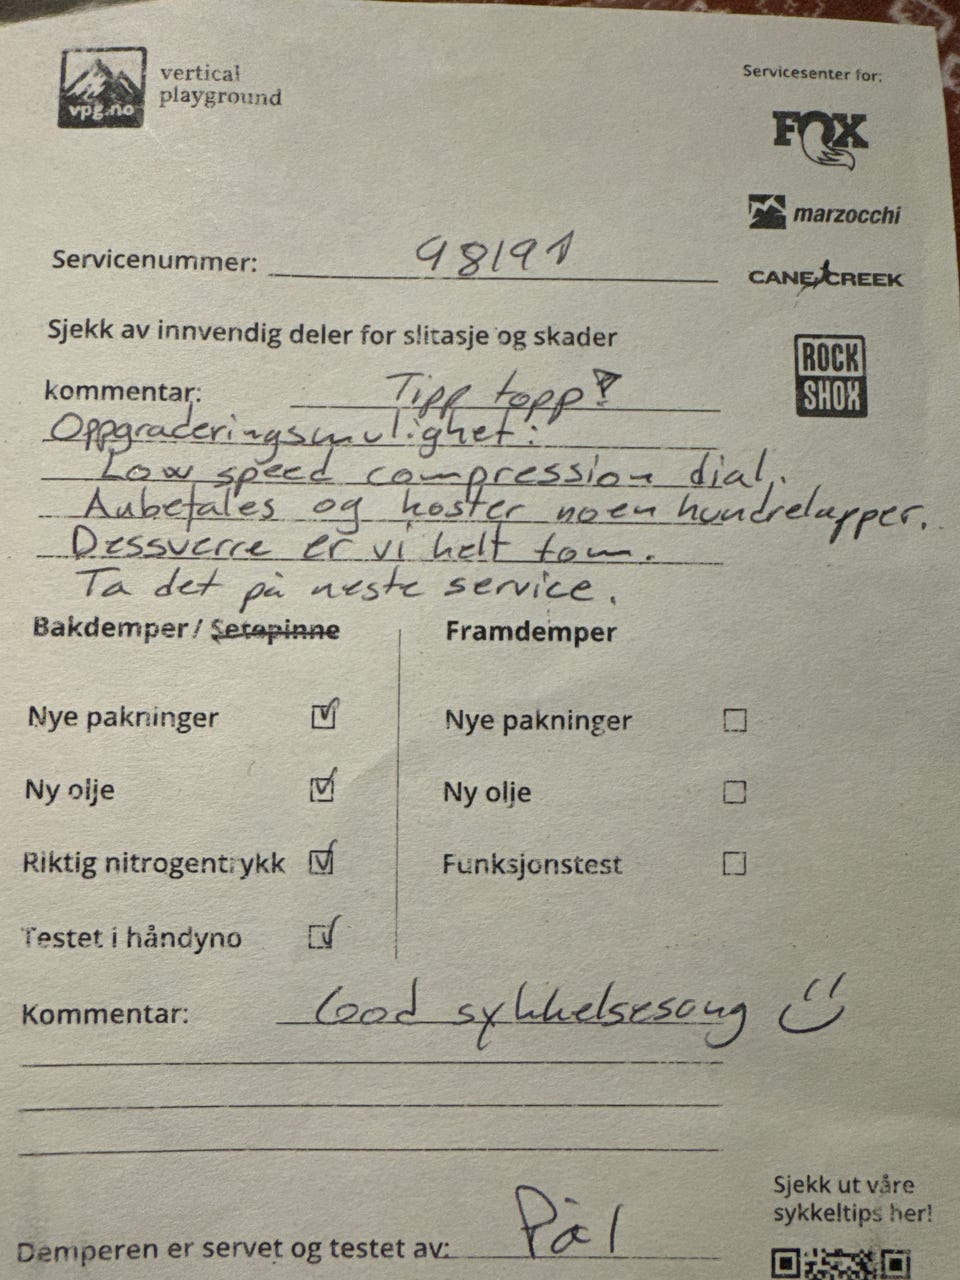 vpg.no
vertical
playground
Servicesenter for:
FOX
marzocchi
CANE CREEK
ROCK
SHOX
Servicenummer: 98191
Sjekk av innvendig deler for slitasje og skader
kommentar: Tipp topp!
Oppgraderingsmulighet:
Low speed compression dial.
Anbefales og koster noen hundrelapper.
Dessverre er vi helt tom.
Ta det på neste service.
Bakdemper / Setepinne
Nye pakninger
Ny olje
Riktig nitrogentrykk
Testet i håndyno
Framdemper
Nye pakninger
Ny olje
Funksjonstest
Kommentar: God sykkelsesong
Demperen er servet og testet av: Pål
Sjekk ut våre
sykkeltips her!